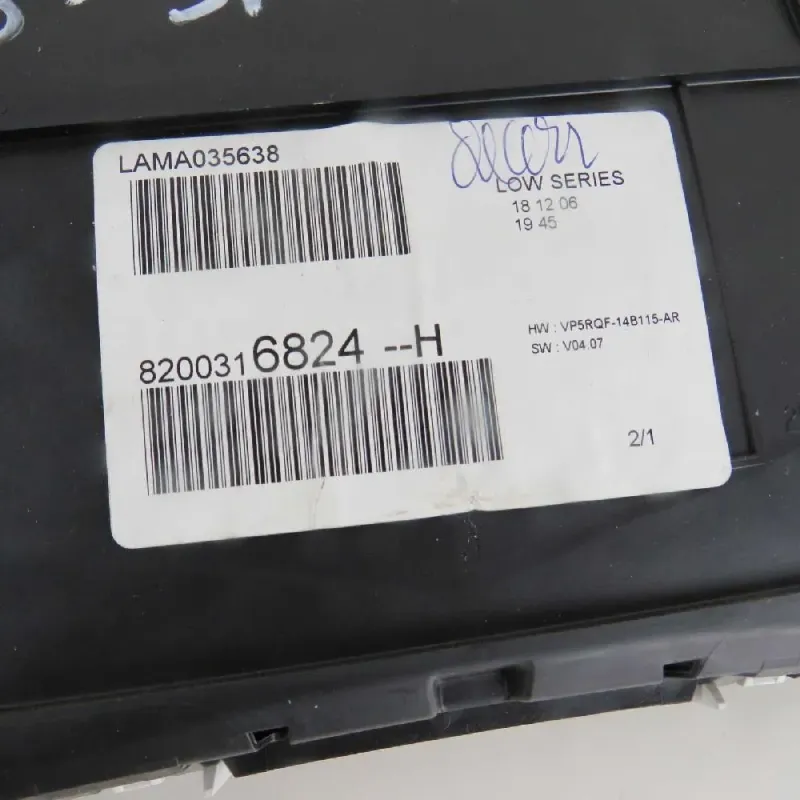 LAMA035638
LOW SERIES
18 12 06
19 45
8200316824 --H
HW : VP5RQF-14B115-AR
SW : V04.07
2/1